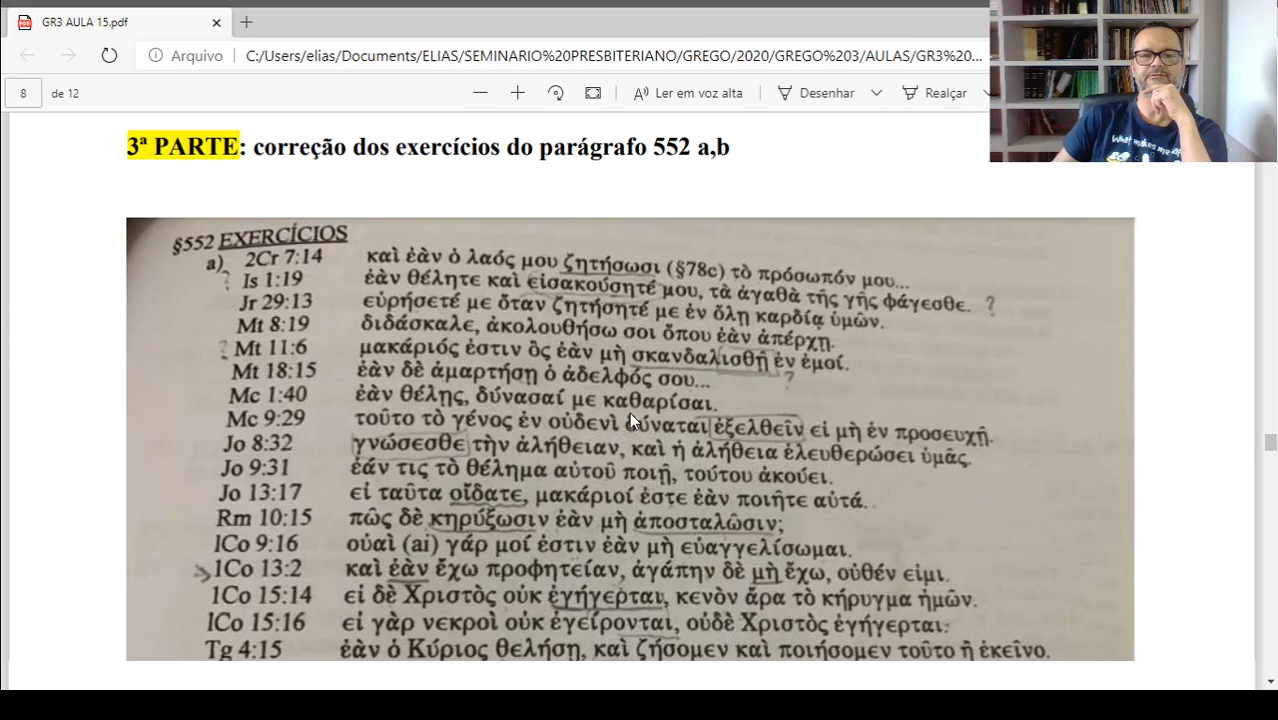 GR3 AULA 15.pdf
Arquivo C:/Users/elias/Documents/ELIAS/SEMINARIO%20PRESBITERIANO/GREGO/2020/GREGO%203/AULAS/GR3%20...
8 de 12 Ler em voz alta Desenhar Realçar
3ª PARTE: correção dos exercícios do parágrafo 552 a,b
§552 EXERCÍCIOS
a) 2Cr 7:14 καὶ ἐὰν ὁ λαός μου ζητήσωσι (§78c) τὸ πρόσωπόν μου...
? Is 1:19 ἐὰν θέλητε καὶ εἰσακούσητέ μου, τὰ ἀγαθὰ τῆς γῆς φάγεσθε. ?
Jr 29:13 εὑρήσετέ με ὅταν ζητήσητέ με ἐν ὅλῃ καρδίᾳ ὑμῶν.
Mt 8:19 διδάσκαλε, ἀκολουθήσω σοι ὅπου ἐὰν ἀπέρχῃ.
? Mt 11:6 μακάριός ἐστιν ὃς ἐὰν μὴ σκανδαλισθῇ ἐν ἐμοί.
Mt 18:15 ἐὰν δὲ ἁμαρτήσῃ ὁ ἀδελφός σου... ?
Mc 1:40 ἐὰν θέλῃς, δύνασαί με καθαρίσαι.
Mc 9:29 τοῦτο τὸ γένος ἐν οὐδενὶ δύναται ἐξελθεῖν εἰ μὴ ἐν προσευχῇ.
Jo 8:32 γνώσεσθε τὴν ἀλήθειαν, καὶ ἡ ἀλήθεια ἐλευθερώσει ὑμᾶς.
Jo 9:31 ἐάν τις τὸ θέλημα αὐτοῦ ποιῇ, τούτου ἀκούει.
Jo 13:17 εἰ ταῦτα οἴδατε, μακάριοί ἐστε ἐὰν ποιῆτε αὐτά.
Rm 10:15 πῶς δὲ κηρύξωσιν ἐὰν μὴ ἀποσταλῶσιν;
1Co 9:16 οὐαὶ (ai) γάρ μοί ἐστιν ἐὰν μὴ εὐαγγελίσωμαι.
1Co 13:2 καὶ ἐὰν ἔχω προφητείαν, ἀγάπην δὲ μὴ ἔχω, οὐθέν εἰμι.
1Co 15:14 εἰ δὲ Χριστὸς οὐκ ἐγήγερται, κενὸν ἄρα τὸ κήρυγμα ἡμῶν.
1Co 15:16 εἰ γὰρ νεκροὶ οὐκ ἐγείρονται, οὐδὲ Χριστὸς ἐγήγερται·
Tg 4:15 ἐὰν ὁ Κύριος θελήσῃ, καὶ ζήσομεν καὶ ποιήσομεν τοῦτο ἢ ἐκεῖνο.